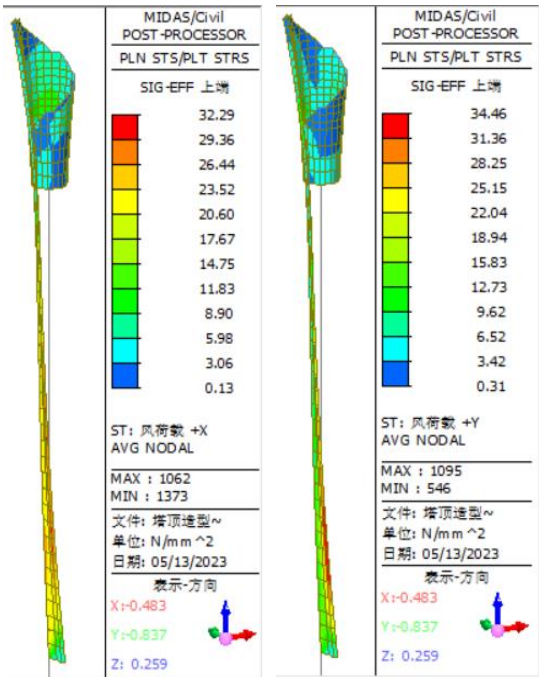 MIDAS/Civil
POST-PROCESSOR
PLN STS/PLT STRS
SIG-EFF 上端
32.29
29.36
26.44
23.52
20.60
17.67
14.75
11.83
8.90
5.98
3.06
0.13
ST: 风荷载 +X
AVG NODAL
MAX : 1062
MIN : 1373
文件: 塔顶造型~
单位: N/mm^2
日期: 05/13/2023
表示-方向
X:-0.483
Y:-0.837
Z: 0.259
MIDAS/Civil
POST-PROCESSOR
PLN STS/PLT STRS
SIG-EFF 上端
34.46
31.36
28.25
25.15
22.04
18.94
15.83
12.73
9.62
6.52
3.42
0.31
ST: 风荷载 +Y
AVG NODAL
MAX : 1095
MIN : 546
文件: 塔顶造型~
单位: N/mm^2
日期: 05/13/2023
表示-方向
X:-0.483
Y:-0.837
Z: 0.259